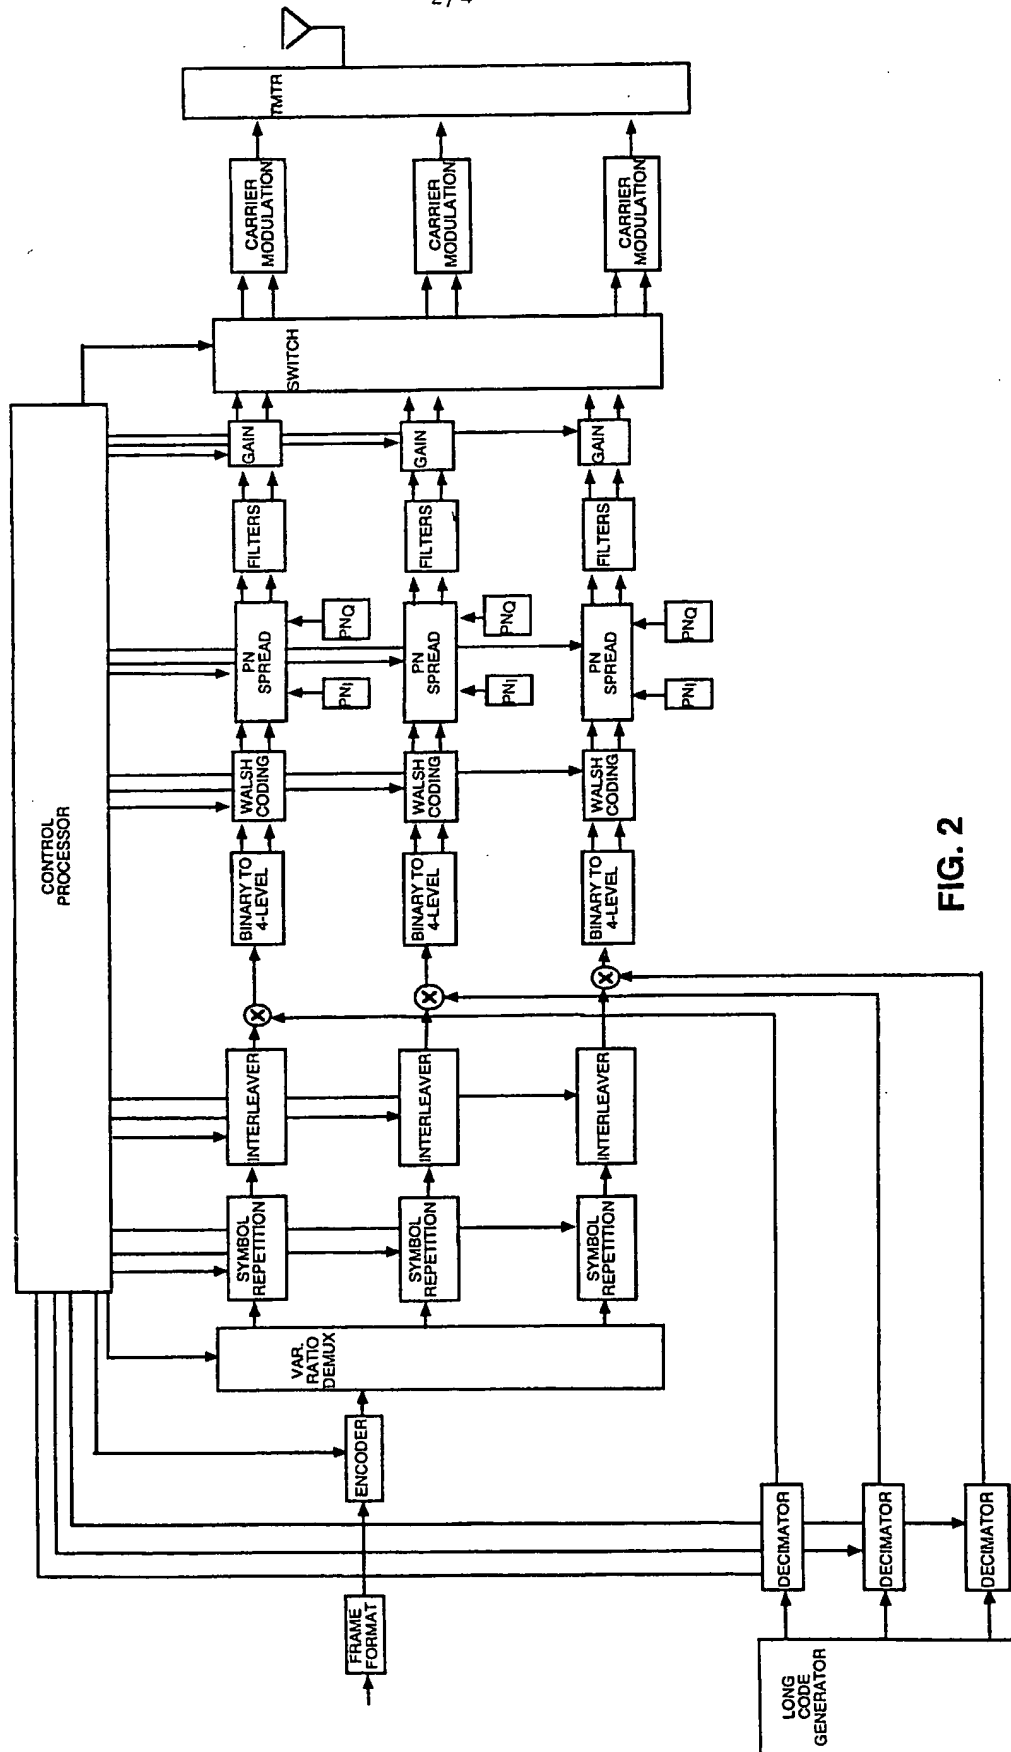 2/4
CONTROL
PROCESSOR
FRAME
FORMAT
ENCODER
VAR.
RATIO
DEMUX
SYMBOL
REPETITION
INTERLEAVER
X
BINARY TO
4-LEVEL
WALSH
CODING
PN
SPREAD
PNI
PNQ
FILTERS
GAIN
SWITCH
CARRIER
MODULATION
TMTR
SYMBOL
REPETITION
INTERLEAVER
X
BINARY TO
4-LEVEL
WALSH
CODING
PN
SPREAD
PNI
PNQ
FILTERS
GAIN
CARRIER
MODULATION
SYMBOL
REPETITION
INTERLEAVER
X
BINARY TO
4-LEVEL
WALSH
CODING
PN
SPREAD
PNI
PNQ
FILTERS
GAIN
CARRIER
MODULATION
LONG
CODE
GENERATOR
DECIMATOR
DECIMATOR
DECIMATOR
FIG. 2